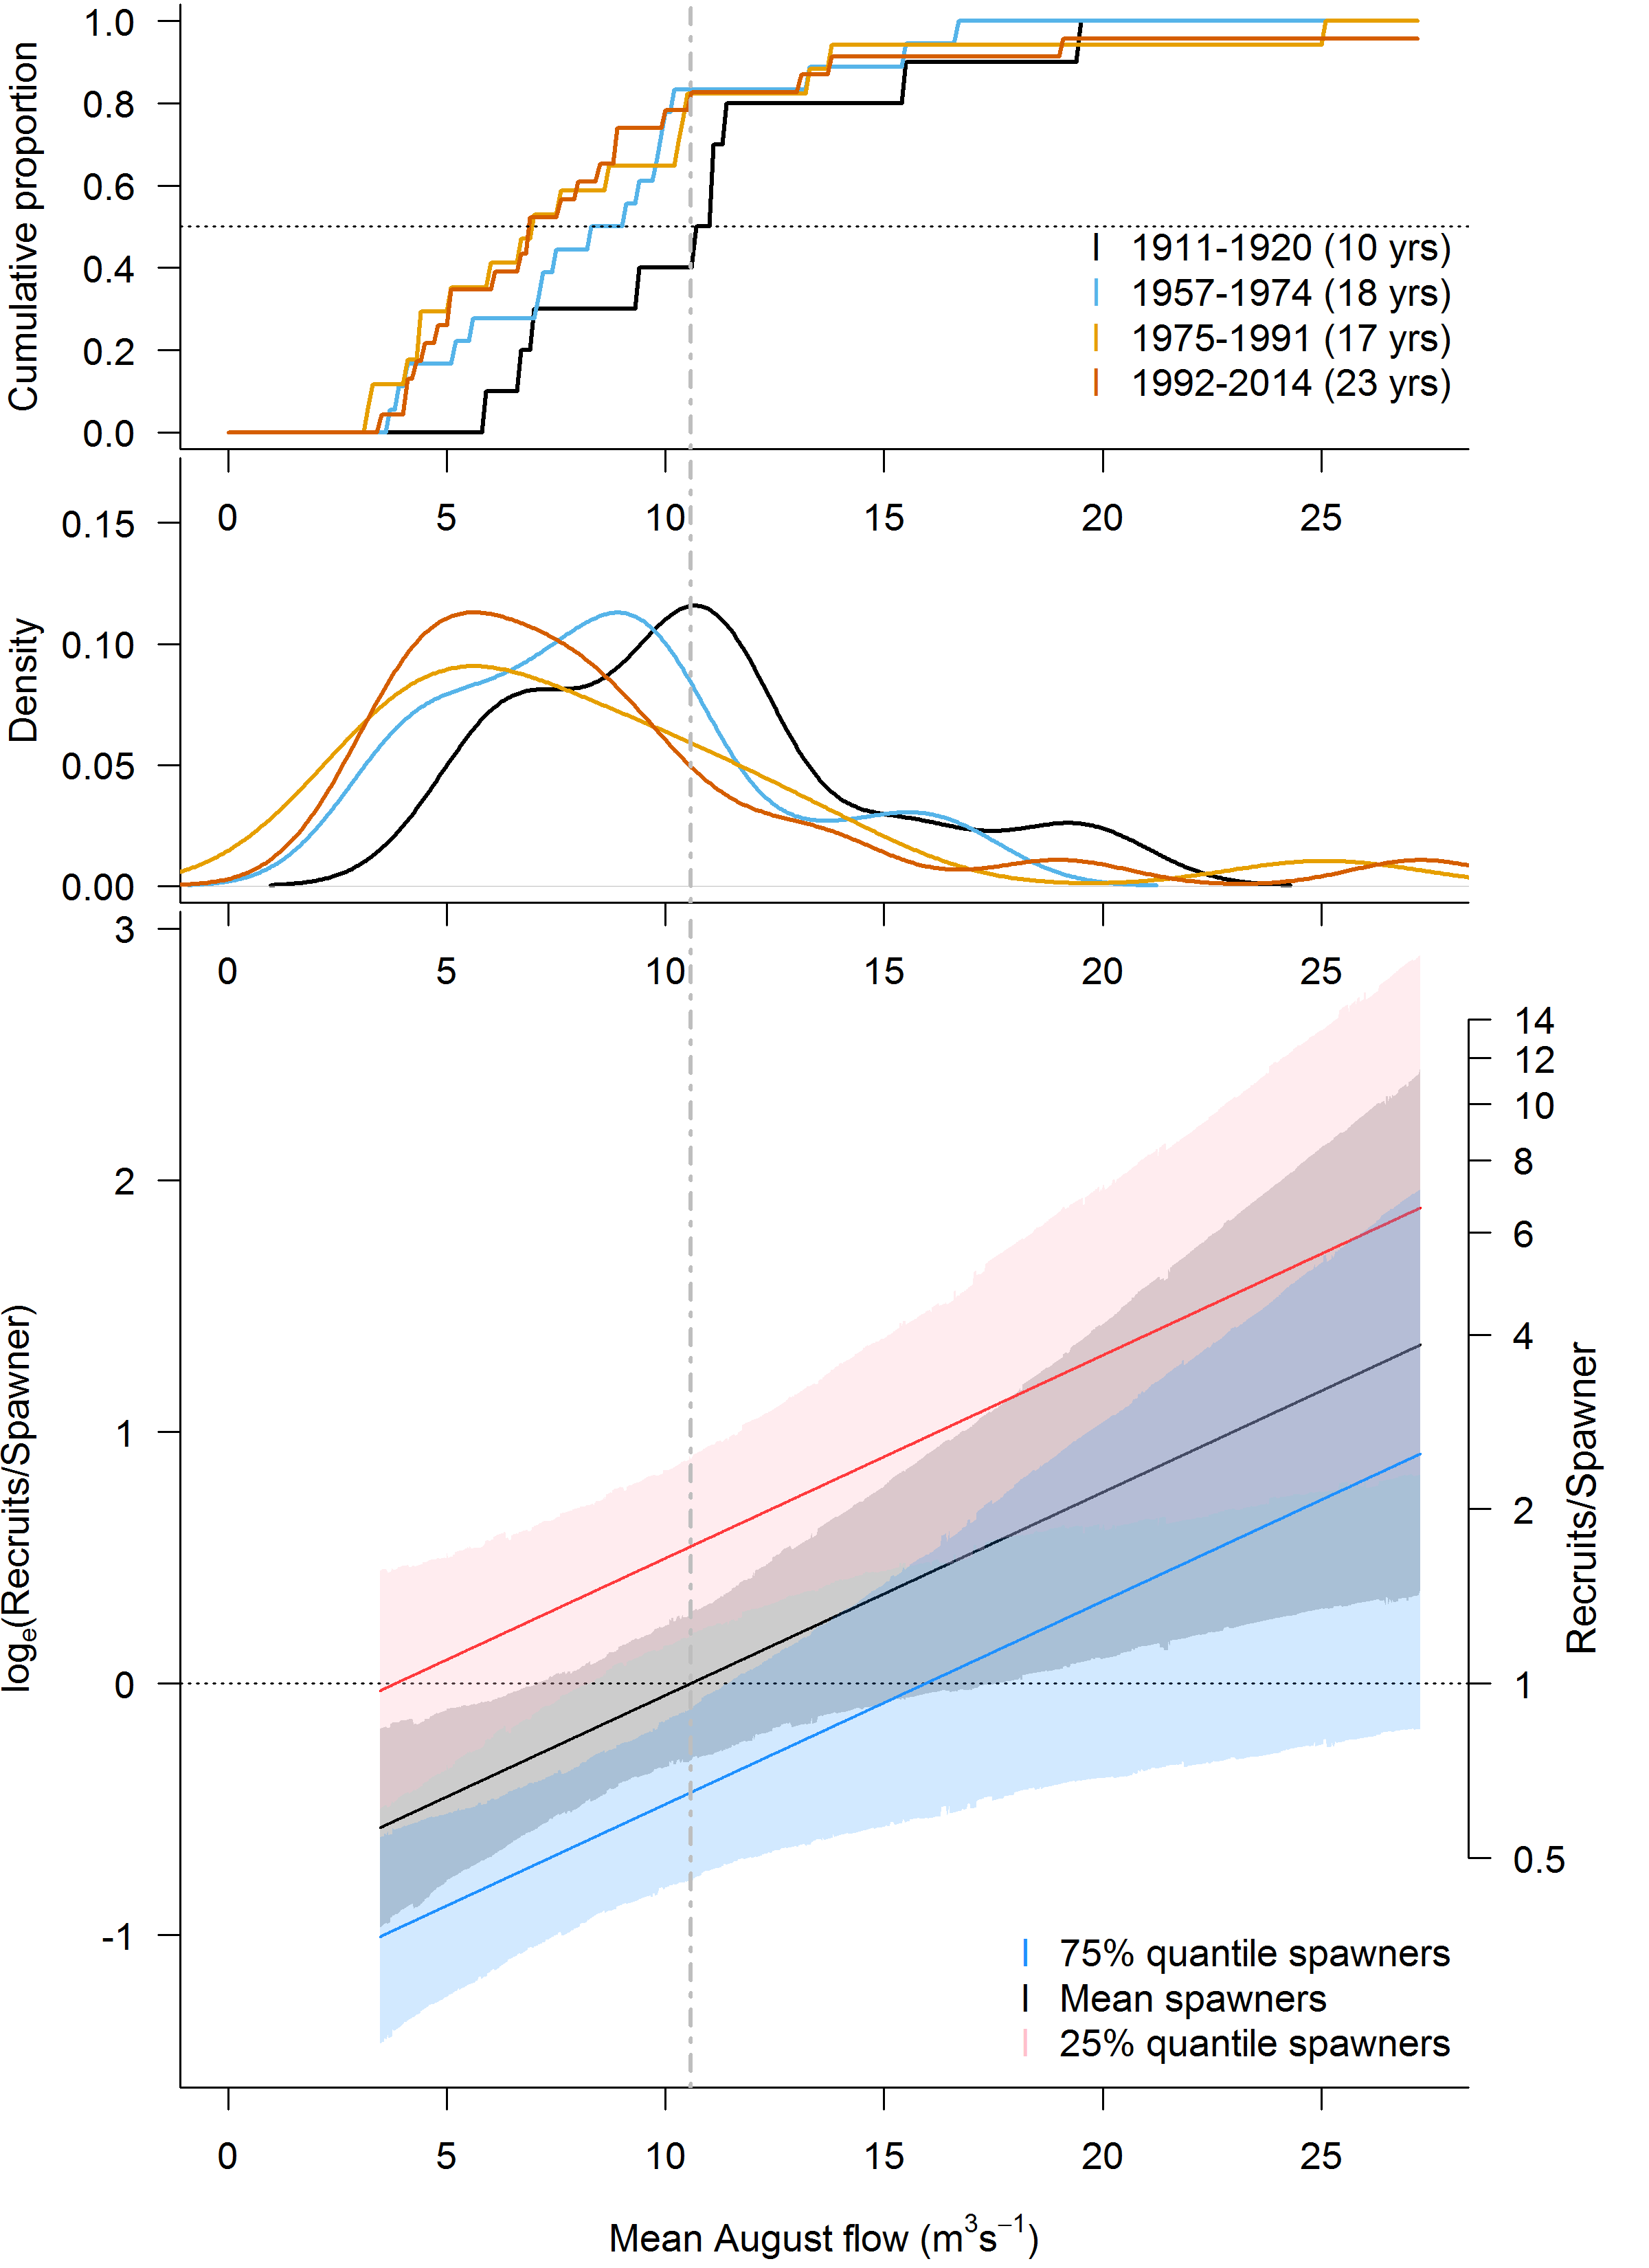 Cumulative proportion
1.0
0.8
0.6
0.4
0.2
0.0
1911-1920 (10 yrs)
1957-1974 (18 yrs)
1975-1991 (17 yrs)
1992-2014 (23 yrs)
0 5 10 15 20 25
Density
0.15
0.10
0.05
0.00
0 5 10 15 20 25
logₑ(Recruits/Spawner)
3
2
1
0
-1
Recruits/Spawner
14
12
10
8
6
4
2
1
0.5
75% quantile spawners
Mean spawners
25% quantile spawners
0 5 10 15 20 25
Mean August flow (m³s⁻¹)